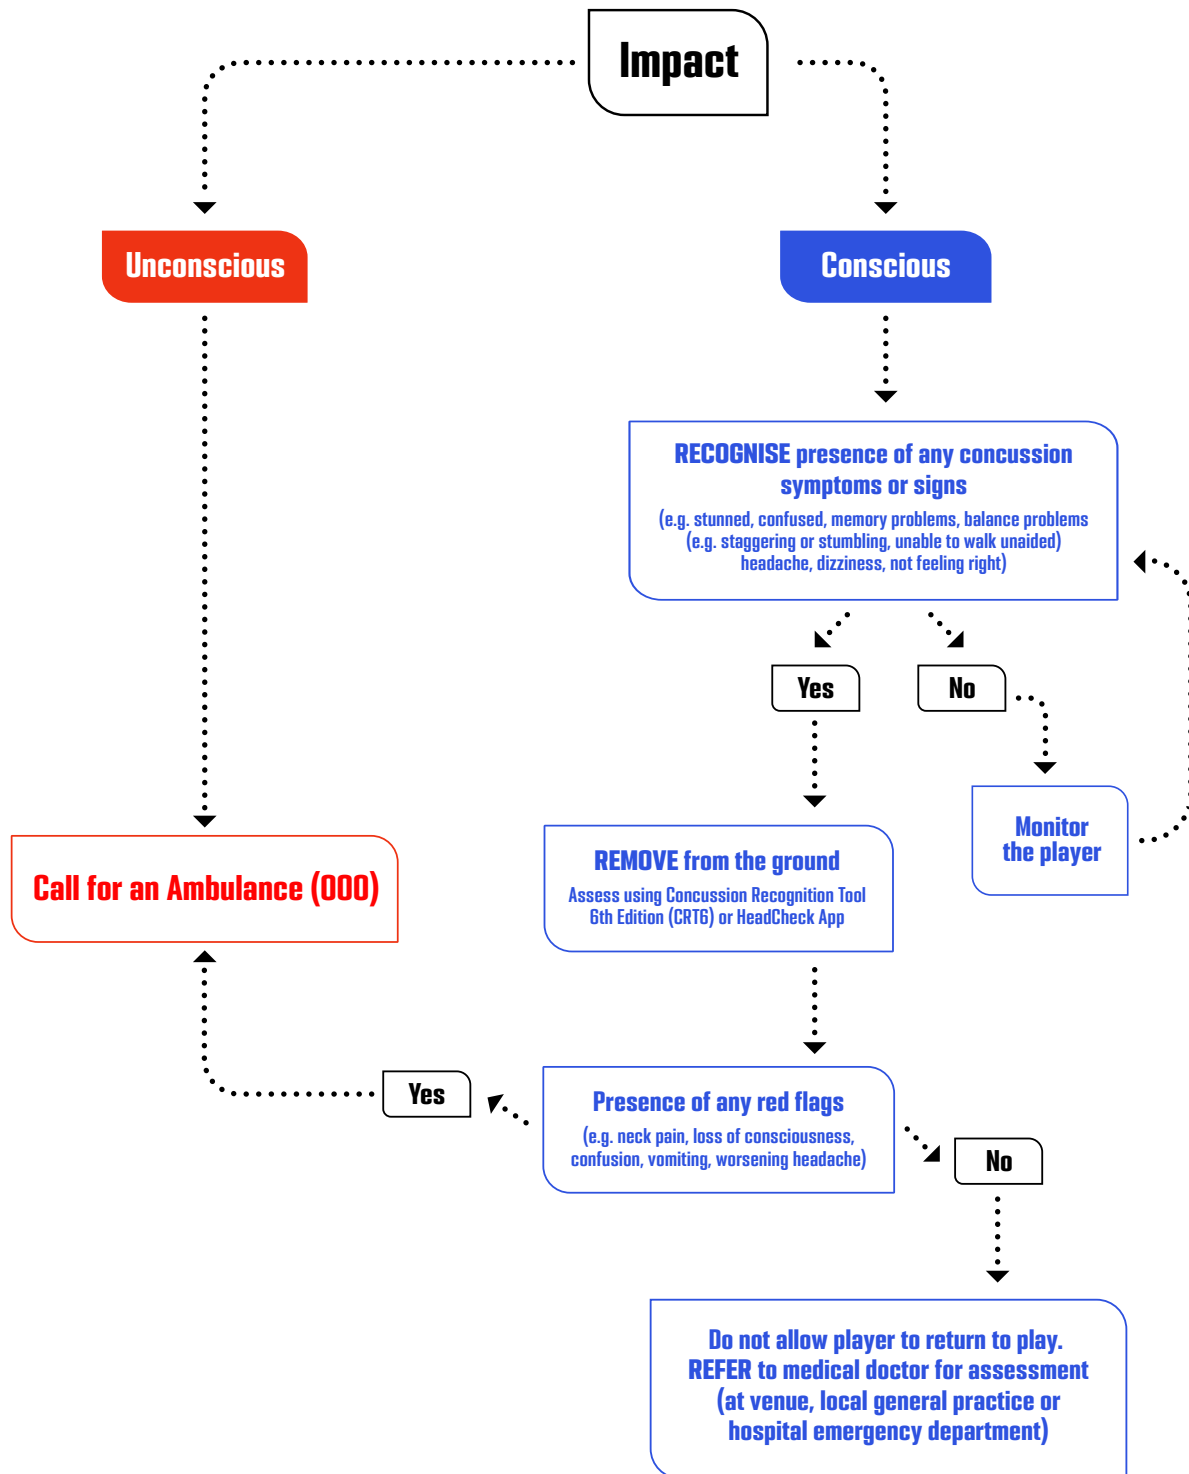 Impact
Unconscious
Conscious
RECOGNISE presence of any concussion
symptoms or signs
(e.g. stunned, confused, memory problems, balance problems
(e.g. staggering or stumbling, unable to walk unaided)
headache, dizziness, not feeling right)
Yes
No
Monitor
the player
REMOVE from the ground
Assess using Concussion Recognition Tool
6th Edition (CRT6) or HeadCheck App
Call for an Ambulance (000)
Presence of any red flags
(e.g. neck pain, loss of consciousness,
confusion, vomiting, worsening headache)
Yes
No
Do not allow player to return to play.
REFER to medical doctor for assessment
(at venue, local general practice or
hospital emergency department)